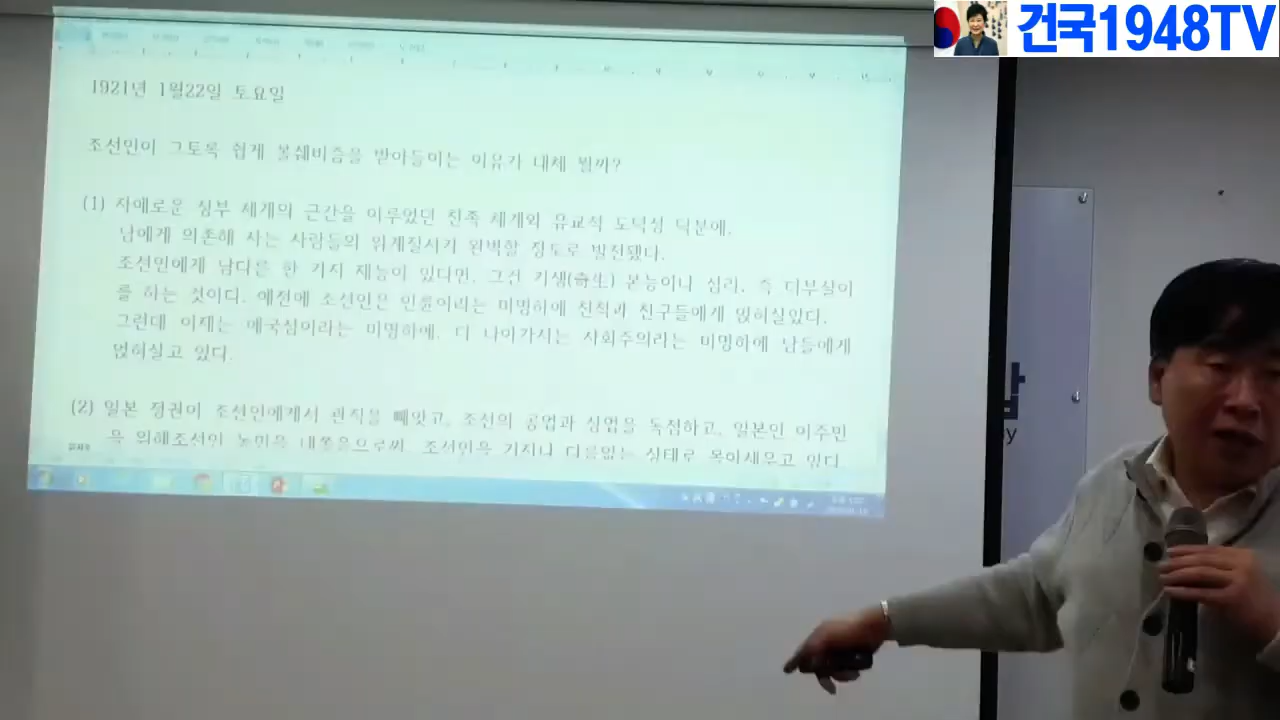 건국1948TV
1921년 1월22일 토요일
조선인이 그토록 쉽게 볼쉐비즘을 받아들이는 이유가 대체 뭘까?
(1) 자애로운 심부 체계의 근간을 이루었던 친족 체계와 유교적 도덕성 덕분에,
남에게 의존해 사는 사람들의 위계질서가 완벽할 정도로 발전됐다.
조선인에게 남다른 한 가지 재능이 있다면, 그건 기생(寄生) 본능이나 심리, 즉 더부살이
를 하는 것이다. 예전에 조선인은 인륜이라는 미명하에 친척과 친구들에게 얹혀살았다.
그런데 이제는 애국심이라는 미명하에, 더 나아가서는 사회주의라는 미명하에 남들에게
얹혀살고 있다.
(2) 일본 정권이 조선인에게서 관직을 빼앗고, 조선의 공업과 상업을 독점하고, 일본인 이주민
을 위해조선인 농민을 내쫓음으로써, 조선인을 거지나 다름없는 상태로 몰아세우고 있다
by